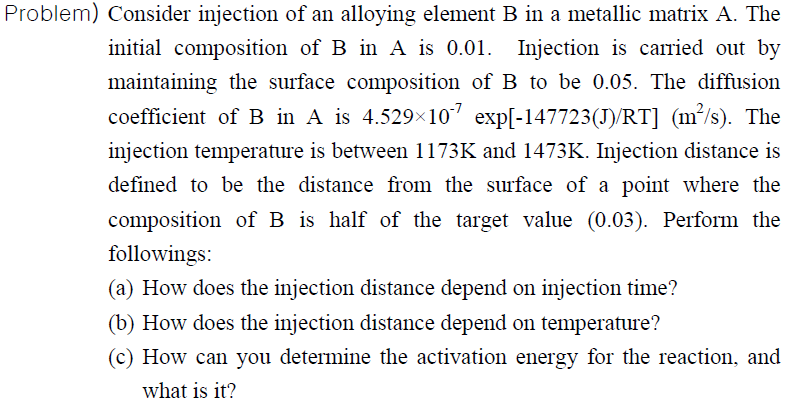 Problem) Consider injection of an alloying element B in a metallic matrix A. The
initial composition of B in A is 0.01. Injection is carried out by
maintaining the surface composition of B to be 0.05. The diffusion
coefficient of B in A is 4.529×10⁻⁷ exp[-147723(J)/RT] (m²/s). The
injection temperature is between 1173K and 1473K. Injection distance is
defined to be the distance from the surface of a point where the
composition of B is half of the target value (0.03). Perform the
followings:
(a) How does the injection distance depend on injection time?
(b) How does the injection distance depend on temperature?
(c) How can you determine the activation energy for the reaction, and
what is it?